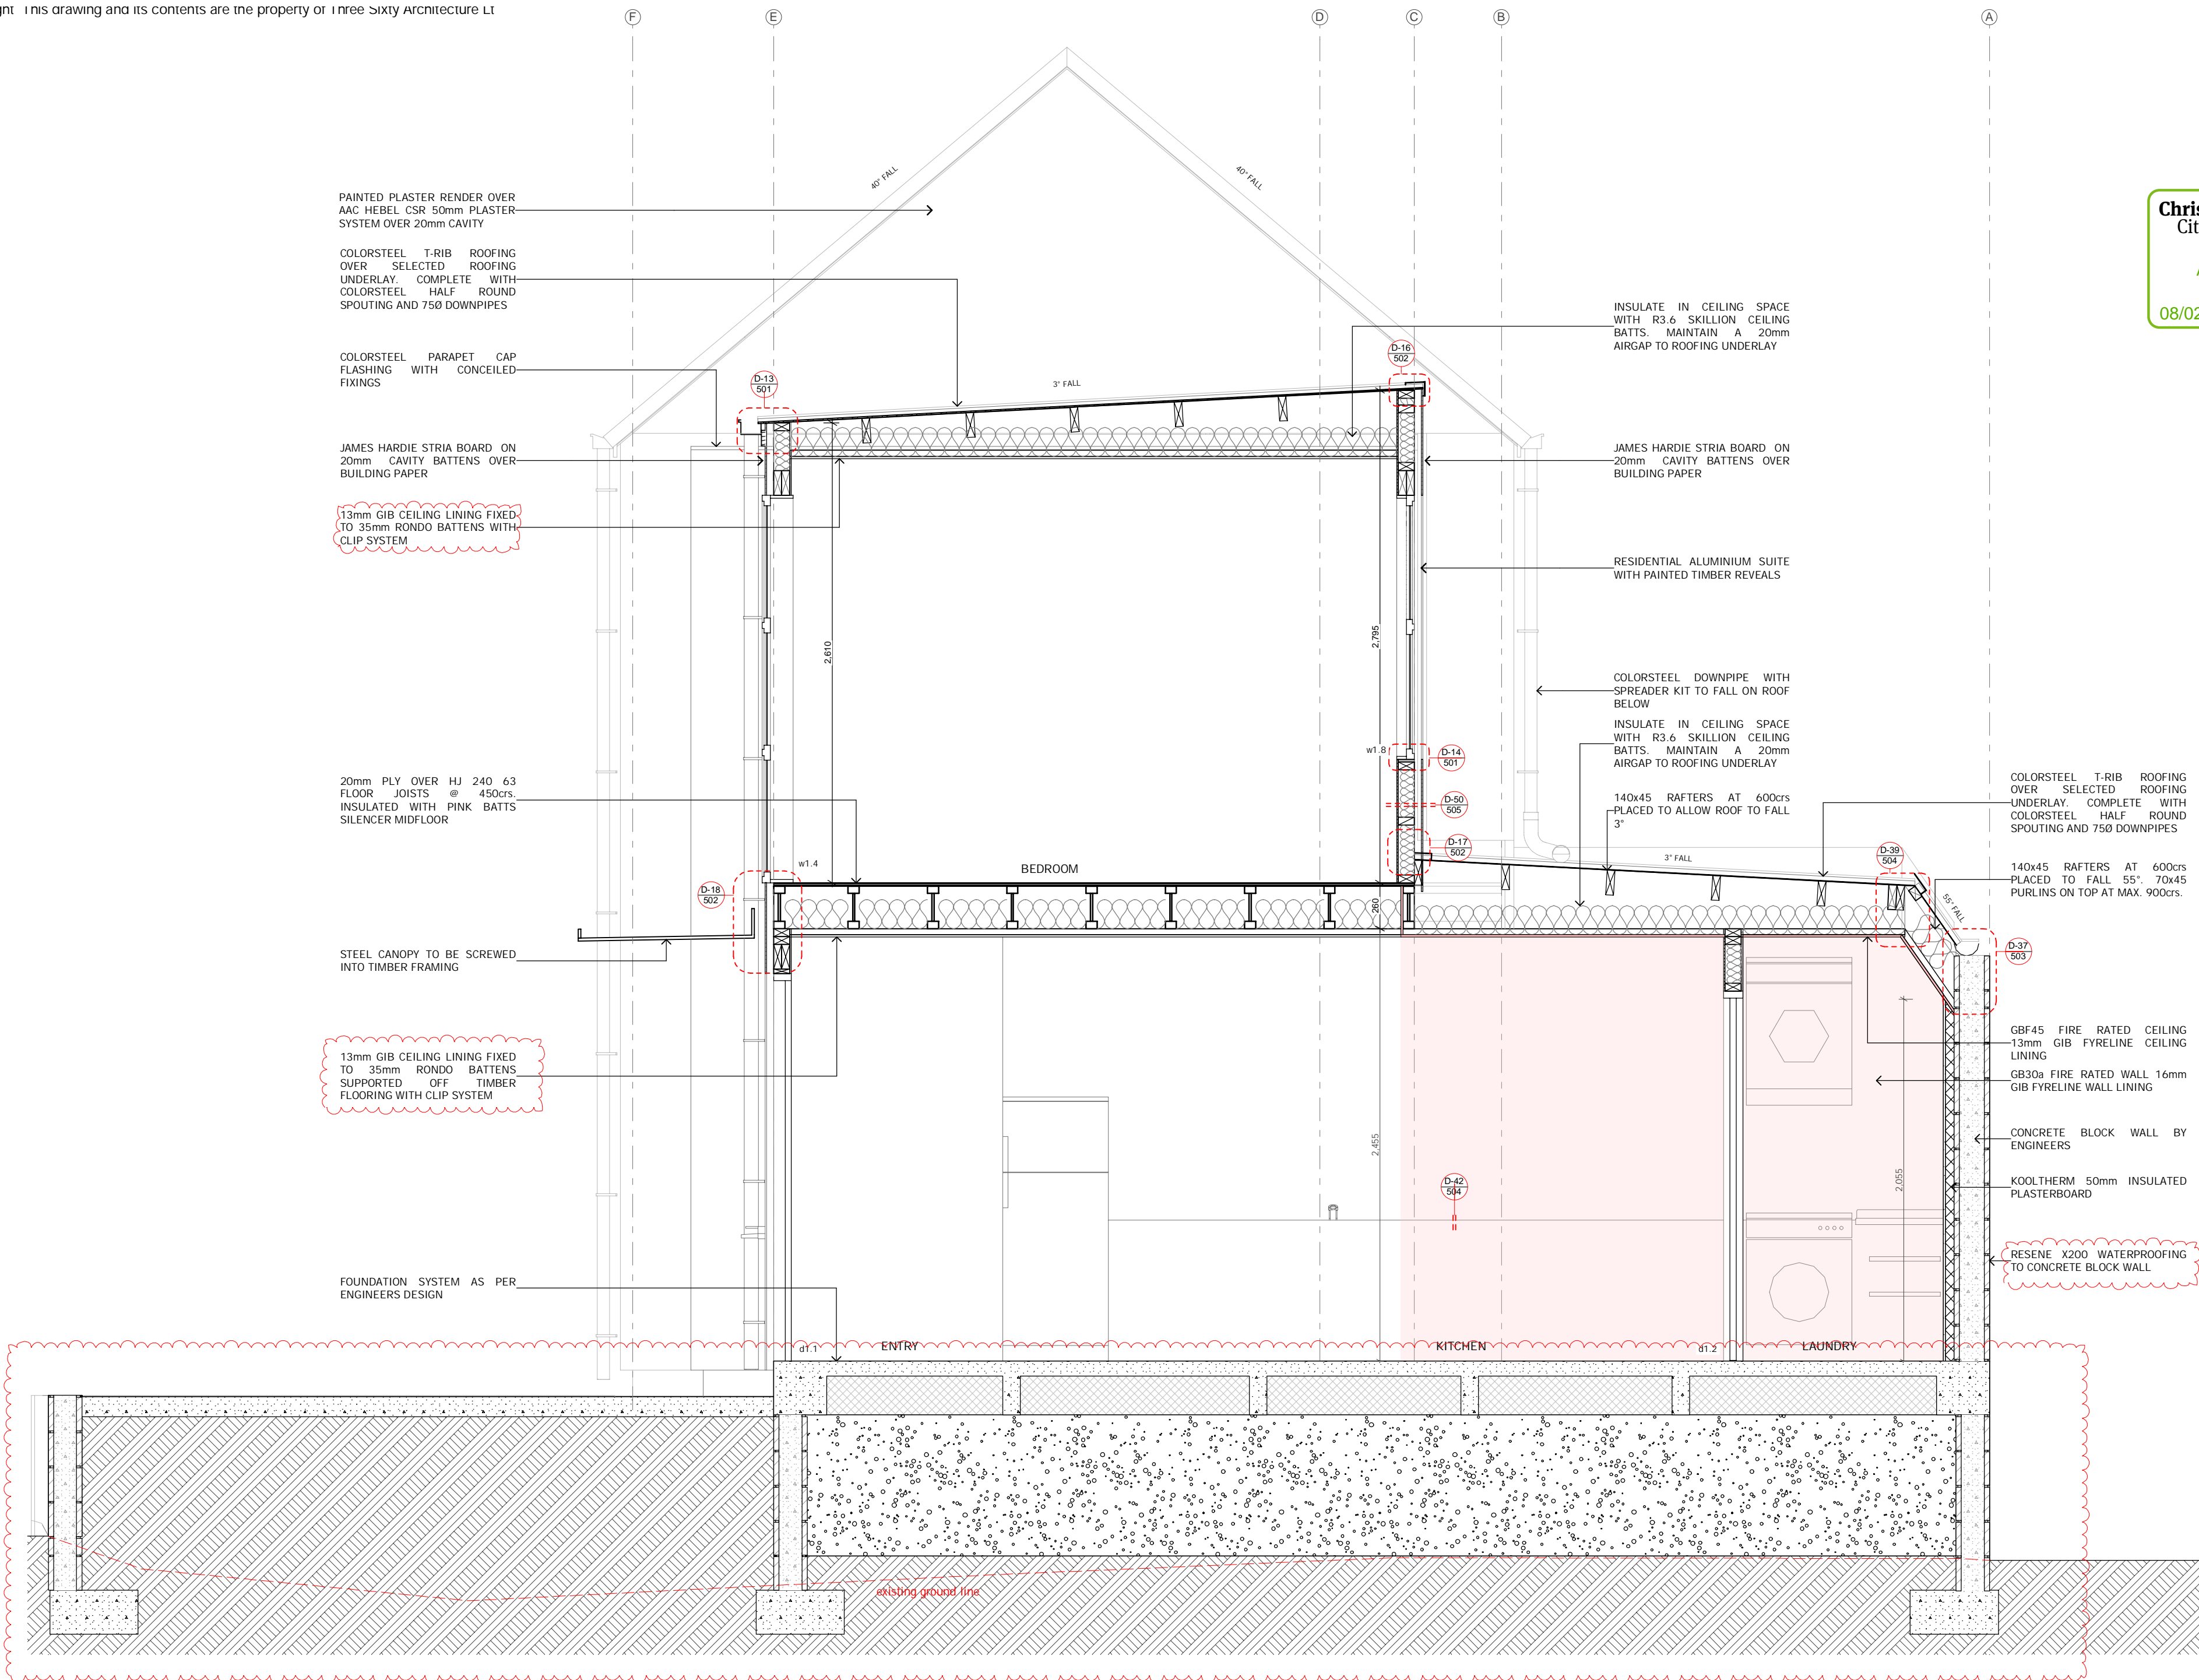 This drawing and its contents are the property of Three Sixty Architecture Lt
F
E
D
C
B
A
40° FALL
40° FALL
PAINTED PLASTER RENDER OVER
AAC HEBEL CSR 50mm PLASTER
SYSTEM OVER 20mm CAVITY
COLORSTEEL T-RIB ROOFING
OVER SELECTED ROOFING
UNDERLAY. COMPLETE WITH
COLORSTEEL HALF ROUND
SPOUTING AND 75Ø DOWNPIPES
COLORSTEEL PARAPET CAP
FLASHING WITH CONCEILED
FIXINGS
JAMES HARDIE STRIA BOARD ON
20mm CAVITY BATTENS OVER
BUILDING PAPER
13mm GIB CEILING LINING FIXED
TO 35mm RONDO BATTENS WITH
CLIP SYSTEM
20mm PLY OVER HJ 240 63
FLOOR JOISTS @ 450crs.
INSULATED WITH PINK BATTS
SILENCER MIDFLOOR
STEEL CANOPY TO BE SCREWED
INTO TIMBER FRAMING
13mm GIB CEILING LINING FIXED
TO 35mm RONDO BATTENS
SUPPORTED OFF TIMBER
FLOORING WITH CLIP SYSTEM
FOUNDATION SYSTEM AS PER
ENGINEERS DESIGN
D-13
501
3° FALL
D-16
502
2,610
2,795
w1.8
D-14
501
D-50
505
D-17
502
w1.4
BEDROOM
D-18
502
260
3° FALL
D-39
504
55° FALL
D-37
503
2,455
2,055
D-42
504
d1.1
ENTRY
KITCHEN
d1.2
LAUNDRY
existing ground line
INSULATE IN CEILING SPACE
WITH R3.6 SKILLION CEILING
BATTS. MAINTAIN A 20mm
AIRGAP TO ROOFING UNDERLAY
JAMES HARDIE STRIA BOARD ON
20mm CAVITY BATTENS OVER
BUILDING PAPER
RESIDENTIAL ALUMINIUM SUITE
WITH PAINTED TIMBER REVEALS
COLORSTEEL DOWNPIPE WITH
SPREADER KIT TO FALL ON ROOF
BELOW
INSULATE IN CEILING SPACE
WITH R3.6 SKILLION CEILING
BATTS. MAINTAIN A 20mm
AIRGAP TO ROOFING UNDERLAY
140x45 RAFTERS AT 600crs
PLACED TO ALLOW ROOF TO FALL
3°
COLORSTEEL T-RIB ROOFING
OVER SELECTED ROOFING
UNDERLAY. COMPLETE WITH
COLORSTEEL HALF ROUND
SPOUTING AND 75Ø DOWNPIPES
140x45 RAFTERS AT 600crs
PLACED TO FALL 55°. 70x45
PURLINS ON TOP AT MAX. 900crs.
GBF45 FIRE RATED CEILING
13mm GIB FYRELINE CEILING
LINING
GB30a FIRE RATED WALL 16mm
GIB FYRELINE WALL LINING
CONCRETE BLOCK WALL BY
ENGINEERS
KOOLTHERM 50mm INSULATED
PLASTERBOARD
RESENE X200 WATERPROOFING
TO CONCRETE BLOCK WALL
Chris
Cit
08/02